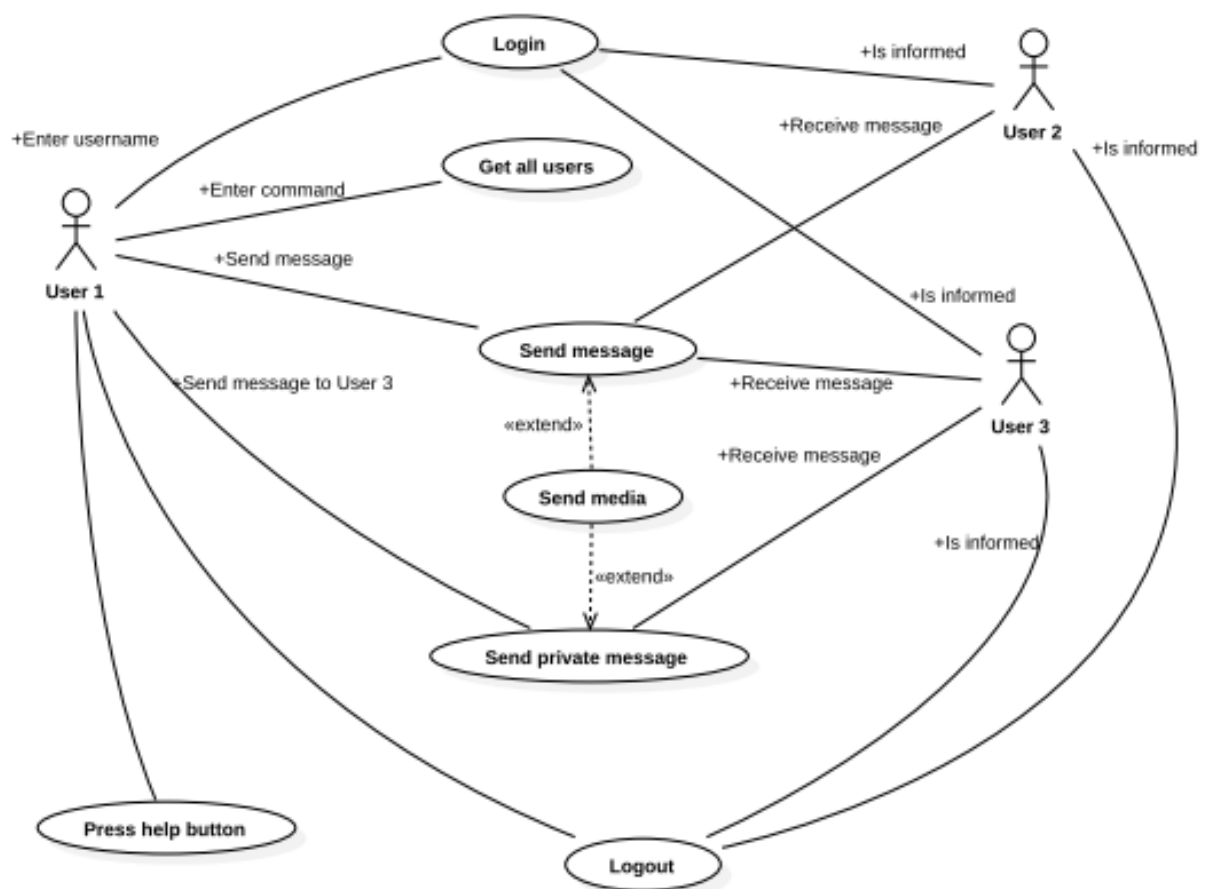 Login
+Is informed
User 2
+Receive message
+Is informed
+Enter username
Get all users
+Enter command
User 1
+Send message
+Is informed
Send message
+Receive message
User 3
+Send message to User 3
«extend»
+Receive message
Send media
+Is informed
«extend»
Send private message
Press help button
Logout